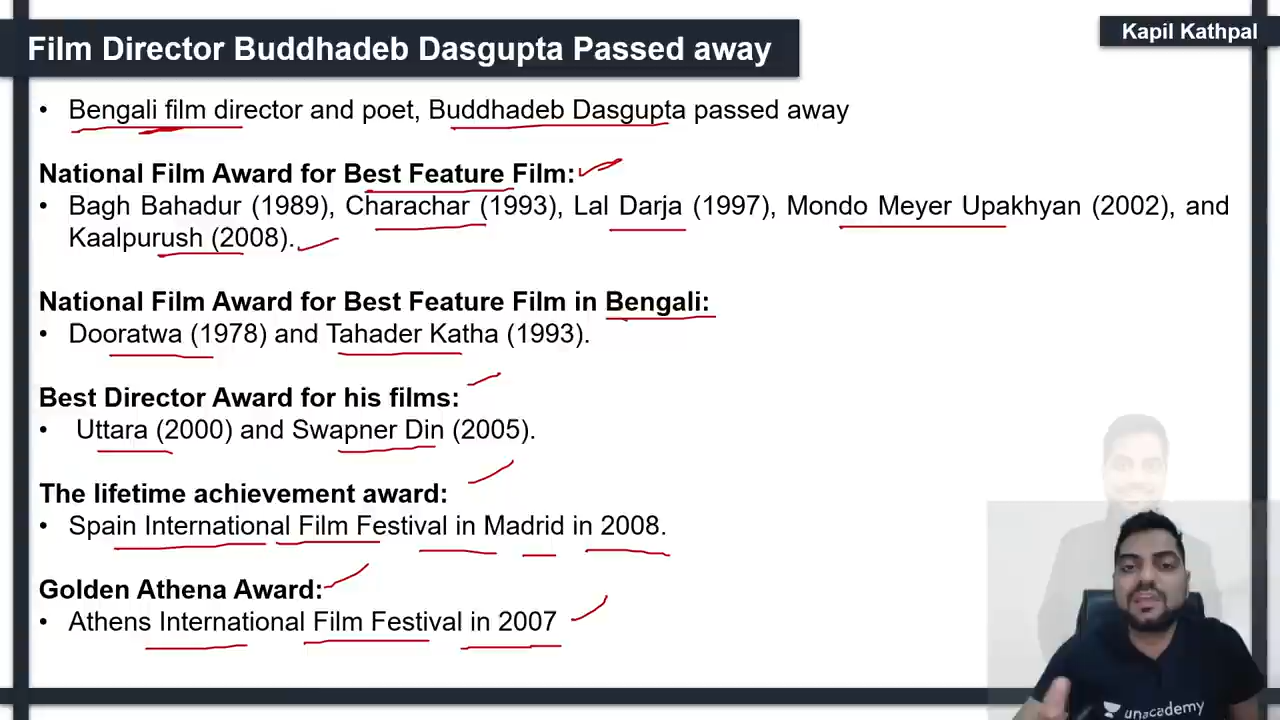 Film Director Buddhadeb Dasgupta Passed away
Kapil Kathpal
• Bengali film director and poet, Buddhadeb Dasgupta passed away
National Film Award for Best Feature Film:
• Bagh Bahadur (1989), Charachar (1993), Lal Darja (1997), Mondo Meyer Upakhyan (2002), and
Kaalpurush (2008).
National Film Award for Best Feature Film in Bengali:
• Dooratwa (1978) and Tahader Katha (1993).
Best Director Award for his films:
• Uttara (2000) and Swapner Din (2005).
The lifetime achievement award:
• Spain International Film Festival in Madrid in 2008.
Golden Athena Award:
• Athens International Film Festival in 2007
unacademy